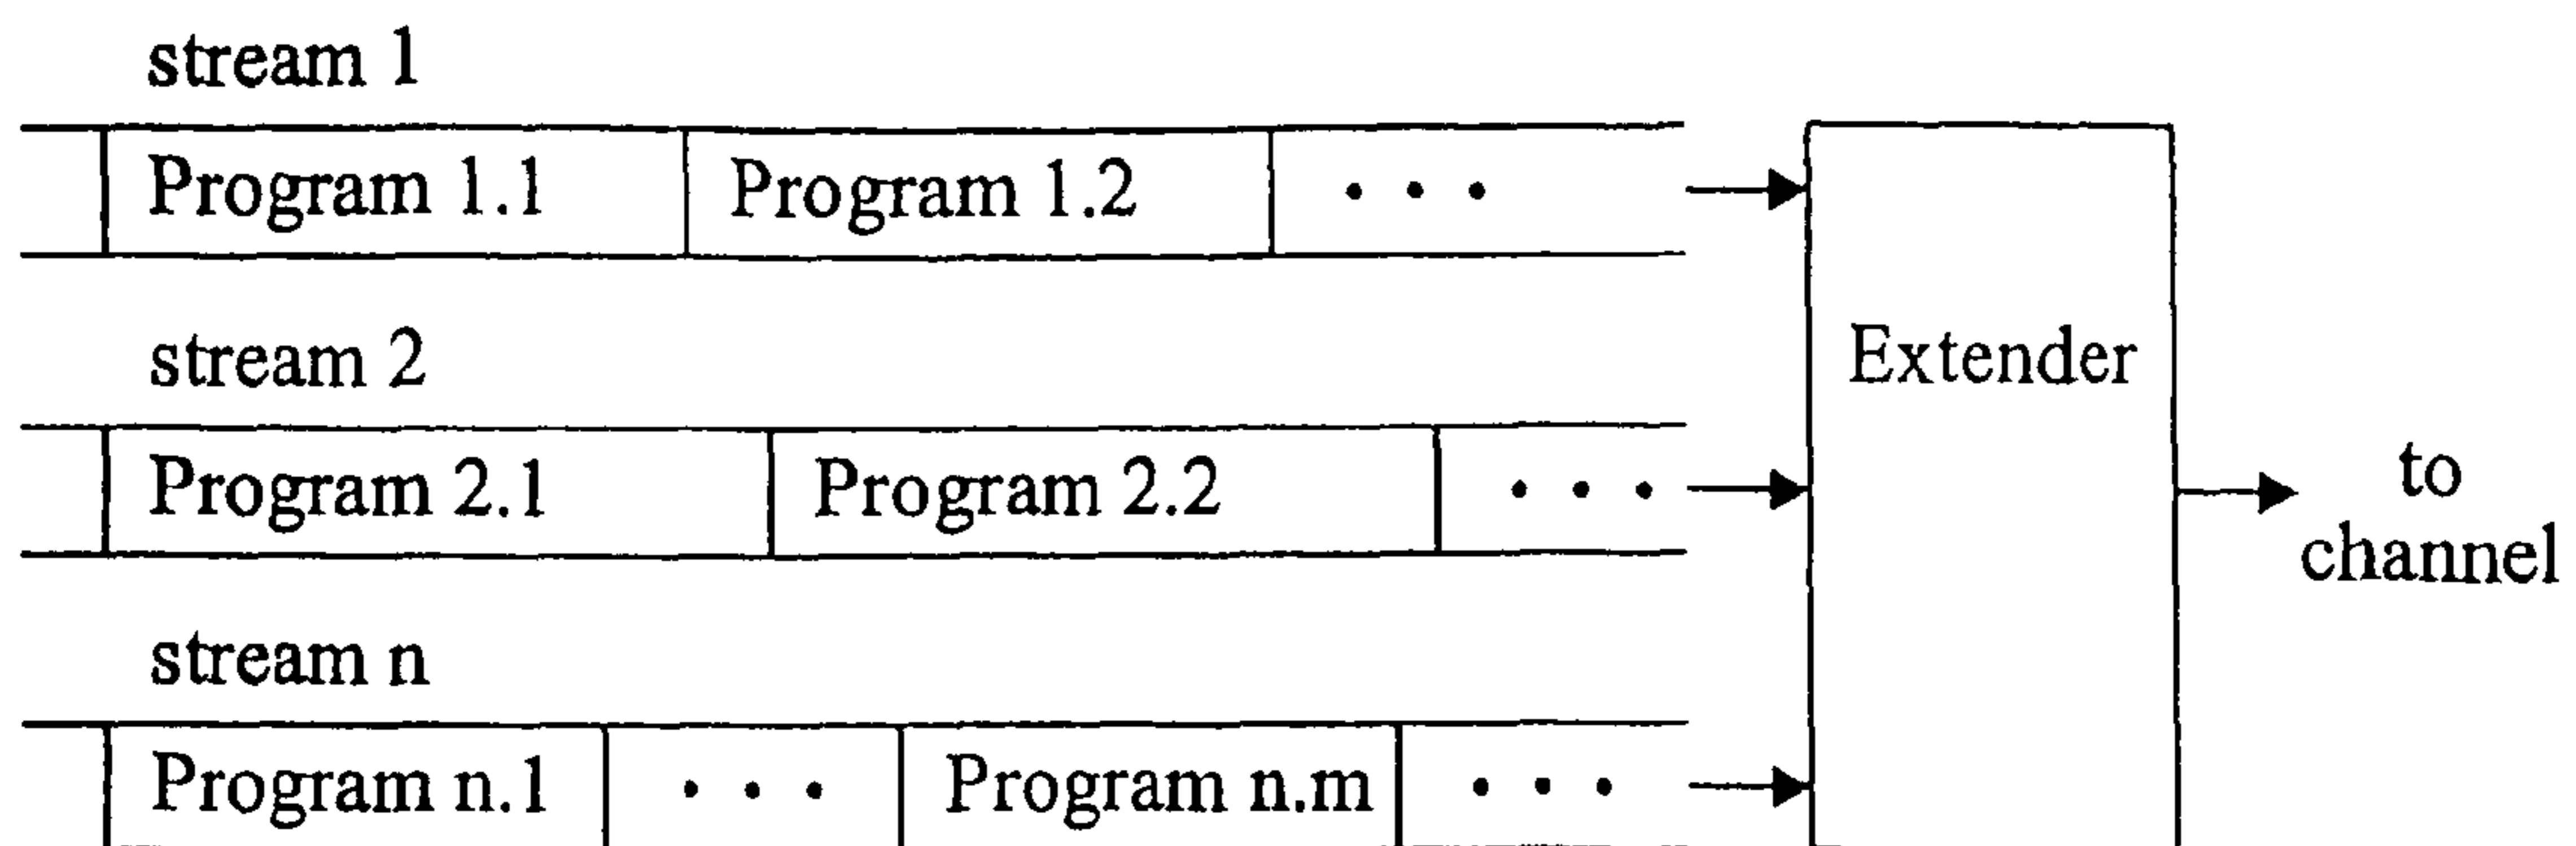 stream 1
Program 1.1 Program 1.2 • • •
stream 2
Extender
Program 2.1 Program 2.2 • • •
to
channel
stream n
Program n.1 • • • Program n.m • • •